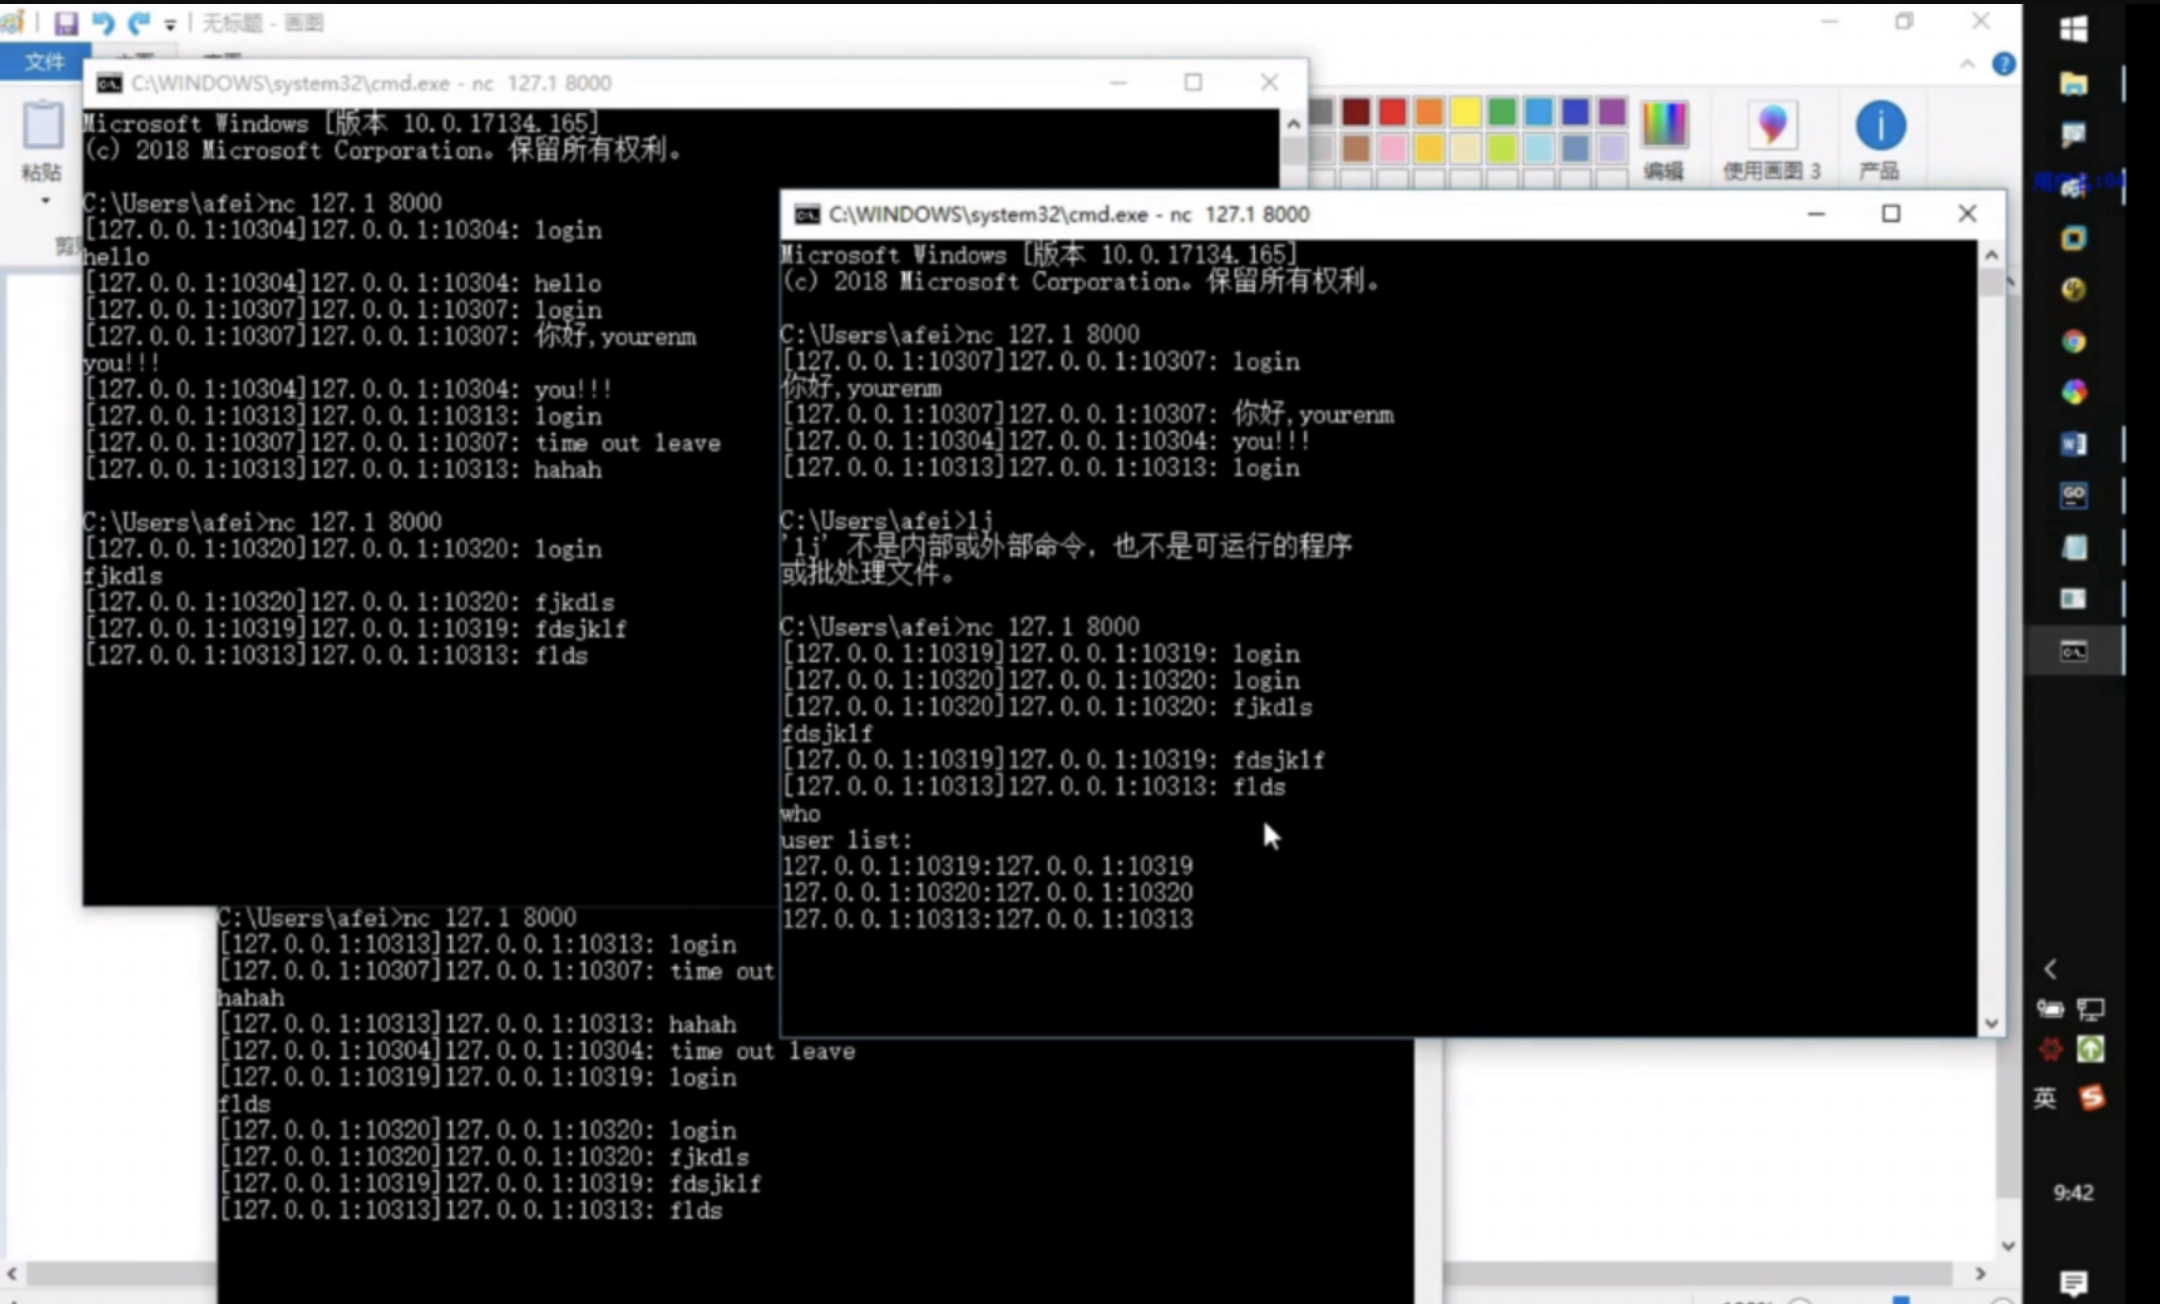 无标题 - 画图
文件
C:\WINDOWS\system32\cmd.exe - nc 127.1 8000
粘贴
Microsoft Windows [版本 10.0.17134.165]
(c) 2018 Microsoft Corporation。保留所有权利。
C:\Users\afei>nc 127.1 8000
[127.0.0.1:10304]127.0.0.1:10304: login
hello
[127.0.0.1:10304]127.0.0.1:10304: hello
[127.0.0.1:10307]127.0.0.1:10307: login
[127.0.0.1:10307]127.0.0.1:10307: 你好,yourenm
you!!!
[127.0.0.1:10304]127.0.0.1:10304: you!!!
[127.0.0.1:10313]127.0.0.1:10313: login
[127.0.0.1:10307]127.0.0.1:10307: time out leave
[127.0.0.1:10313]127.0.0.1:10313: hahah
C:\Users\afei>nc 127.1 8000
[127.0.0.1:10320]127.0.0.1:10320: login
fjkdls
[127.0.0.1:10320]127.0.0.1:10320: fjkdls
[127.0.0.1:10319]127.0.0.1:10319: fdsjklf
[127.0.0.1:10313]127.0.0.1:10313: flds
编辑
使用画图 3
产品
C:\WINDOWS\system32\cmd.exe - nc 127.1 8000
Microsoft Windows [版本 10.0.17134.165]
(c) 2018 Microsoft Corporation。保留所有权利。
C:\Users\afei>nc 127.1 8000
[127.0.0.1:10307]127.0.0.1:10307: login
你好,yourenm
[127.0.0.1:10307]127.0.0.1:10307: 你好,yourenm
[127.0.0.1:10304]127.0.0.1:10304: you!!!
[127.0.0.1:10313]127.0.0.1:10313: login
C:\Users\afei>lj
'lj' 不是内部或外部命令，也不是可运行的程序
或批处理文件。
C:\Users\afei>nc 127.1 8000
[127.0.0.1:10319]127.0.0.1:10319: login
[127.0.0.1:10320]127.0.0.1:10320: login
[127.0.0.1:10320]127.0.0.1:10320: fjkdls
fdsjklf
[127.0.0.1:10319]127.0.0.1:10319: fdsjklf
[127.0.0.1:10313]127.0.0.1:10313: flds
who
user list:
127.0.0.1:10319:127.0.0.1:10319
127.0.0.1:10320:127.0.0.1:10320
127.0.0.1:10313:127.0.0.1:10313
C:\Users\afei>nc 127.1 8000
[127.0.0.1:10313]127.0.0.1:10313: login
[127.0.0.1:10307]127.0.0.1:10307: time out
hahah
[127.0.0.1:10313]127.0.0.1:10313: hahah
[127.0.0.1:10304]127.0.0.1:10304: time out leave
[127.0.0.1:10319]127.0.0.1:10319: login
flds
[127.0.0.1:10320]127.0.0.1:10320: login
[127.0.0.1:10320]127.0.0.1:10320: fjkdls
[127.0.0.1:10319]127.0.0.1:10319: fdsjklf
[127.0.0.1:10313]127.0.0.1:10313: flds
GO
英
9:42